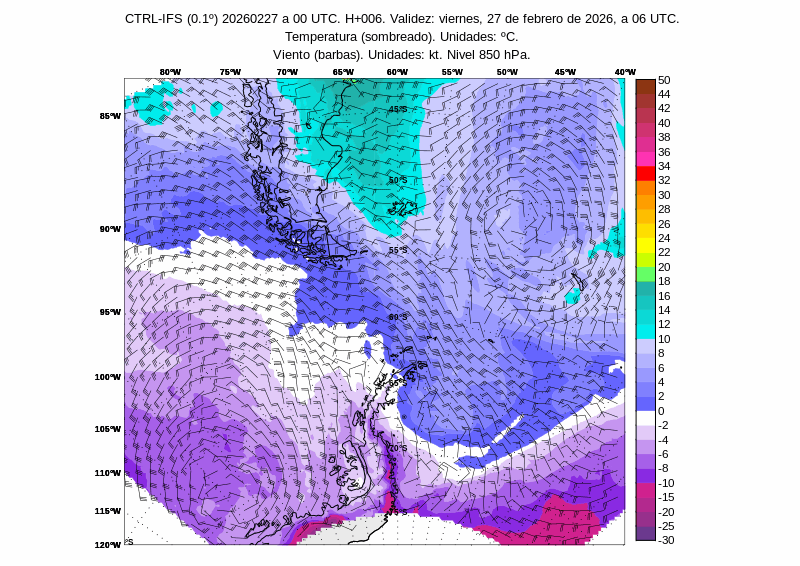 CTRL-IFS (0.1º) 20260227 a 00 UTC. H+006. Validez: viernes, 27 de febrero de 2026, a 06 UTC.
Temperatura (sombreado). Unidades: ºC.
Viento (barbas). Unidades: kt. Nivel 850 hPa.
80°W 75°W 70°W 65°W 60°W 55°W 50°W 45°W 40°W
50
44
45°S
85°W
42
40
38
36
34
50°S
32
30
28
90°W
26
24
55°S
22
20
18
16
95°W
60°S
14
12
10
8
6
100°W
65°S
4
2
0
105°W
-2
-4
70°S
-6
110°W
-8
-10
-15
115°W
75°S
-20
-25
120°W
°S
-30